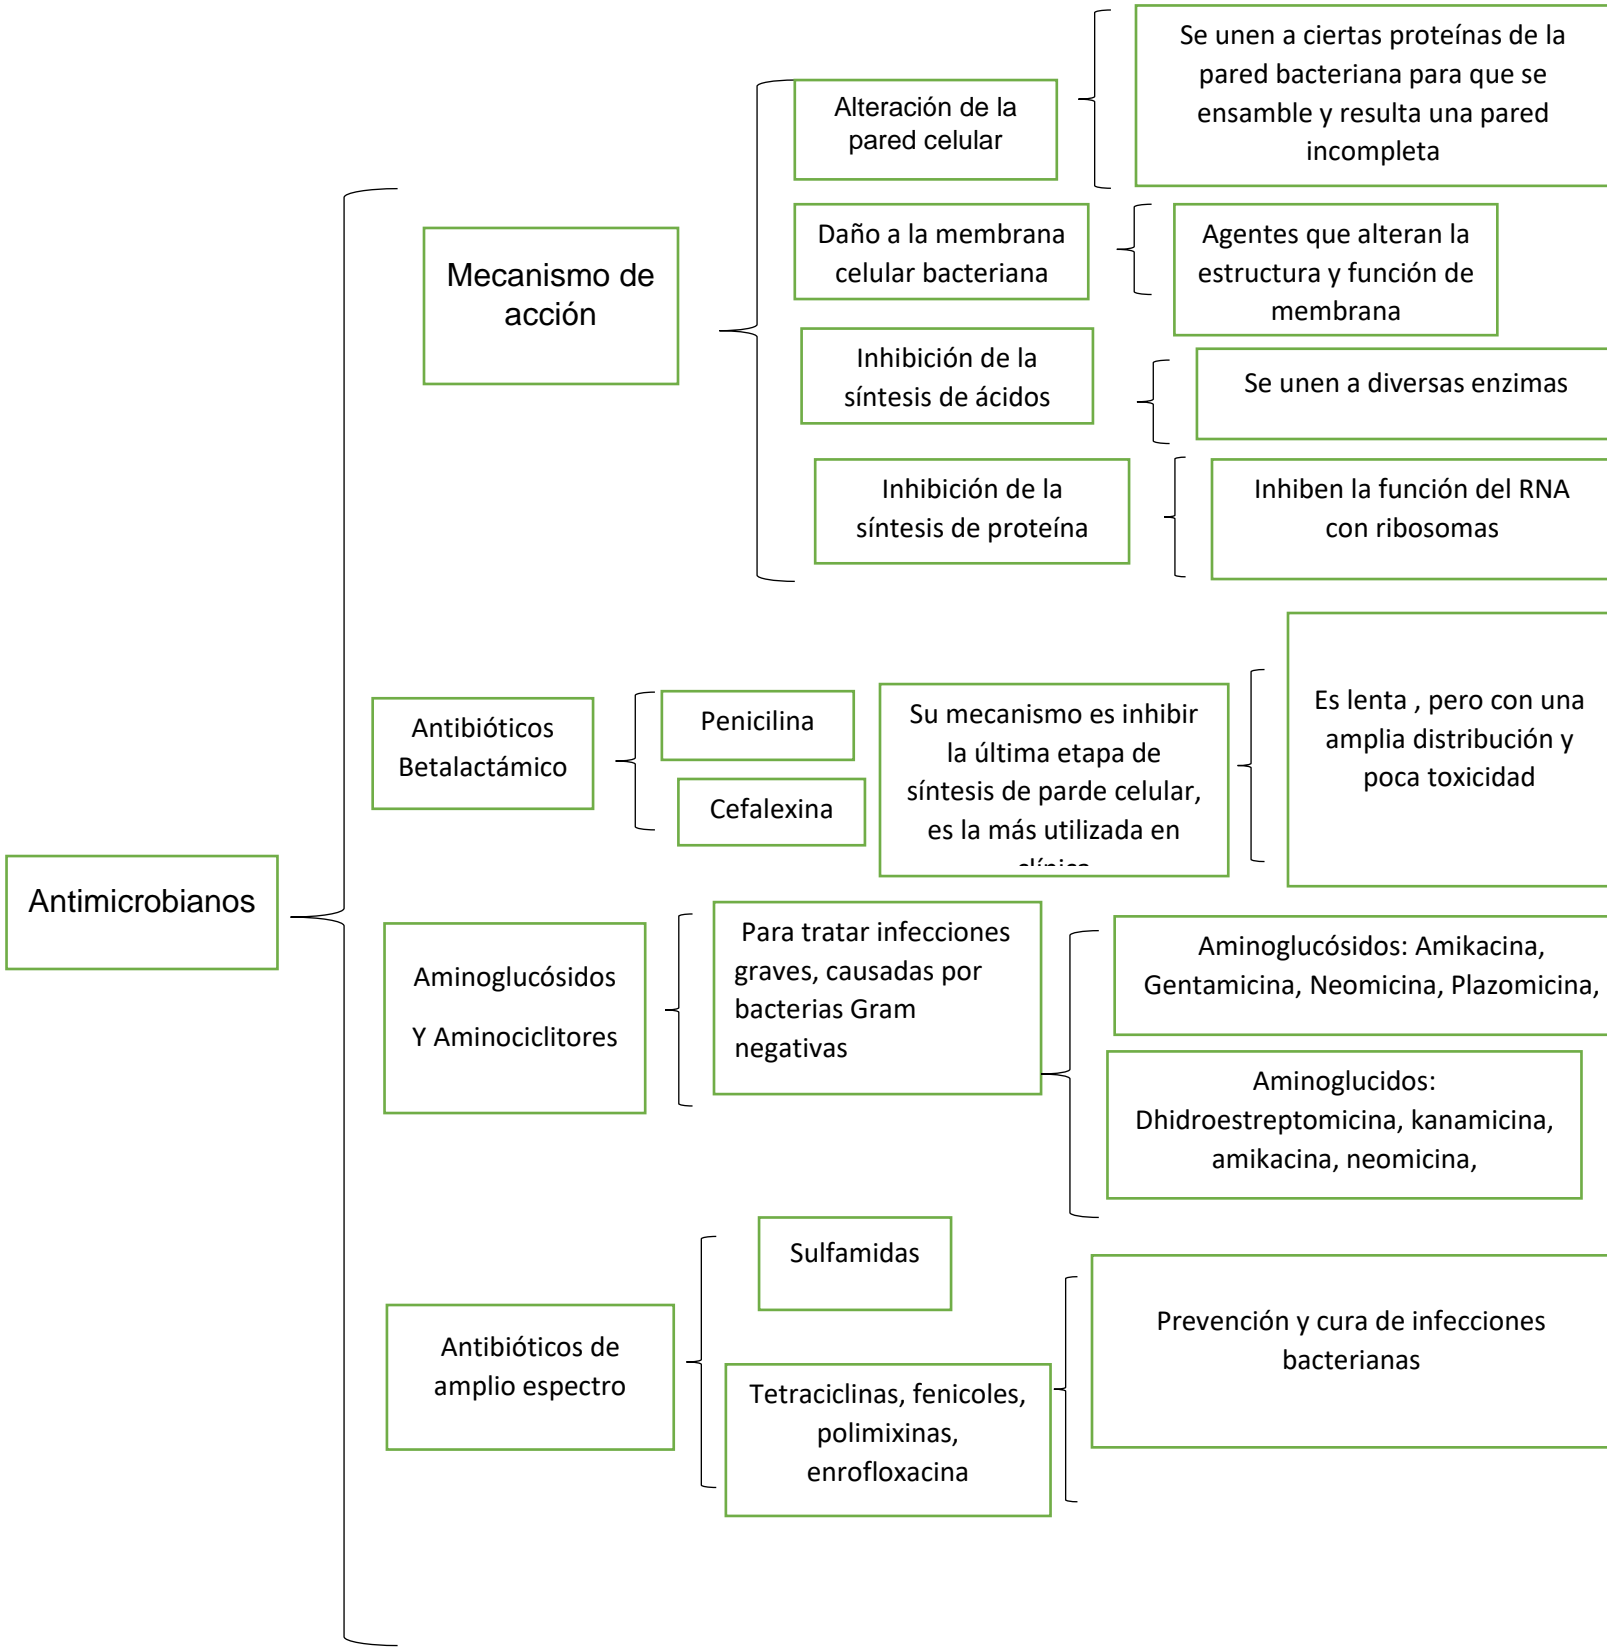 Antimicrobianos
Mecanismo de
acción
Alteración de la
pared celular
Se unen a ciertas proteínas de la
pared bacteriana para que se
ensamble y resulta una pared
incompleta
Daño a la membrana
celular bacteriana
Agentes que alteran la
estructura y función de
membrana
Inhibición de la
síntesis de ácidos
Se unen a diversas enzimas
Inhibición de la
síntesis de proteína
Inhiben la función del RNA
con ribosomas
Antibióticos
Betalactámico
Penicilina
Cefalexina
Su mecanismo es inhibir
la última etapa de
síntesis de parde celular,
es la más utilizada en
Es lenta , pero con una
amplia distribución y
poca toxicidad
Aminoglucósidos
Y Aminociclitores
Para tratar infecciones
graves, causadas por
bacterias Gram
negativas
Aminoglucósidos: Amikacina,
Gentamicina, Neomicina, Plazomicina,
Aminoglucidos:
Dhidroestreptomicina, kanamicina,
amikacina, neomicina,
Antibióticos de
amplio espectro
Sulfamidas
Tetraciclinas, fenicoles,
polimixinas,
enrofloxacina
Prevención y cura de infecciones
bacterianas